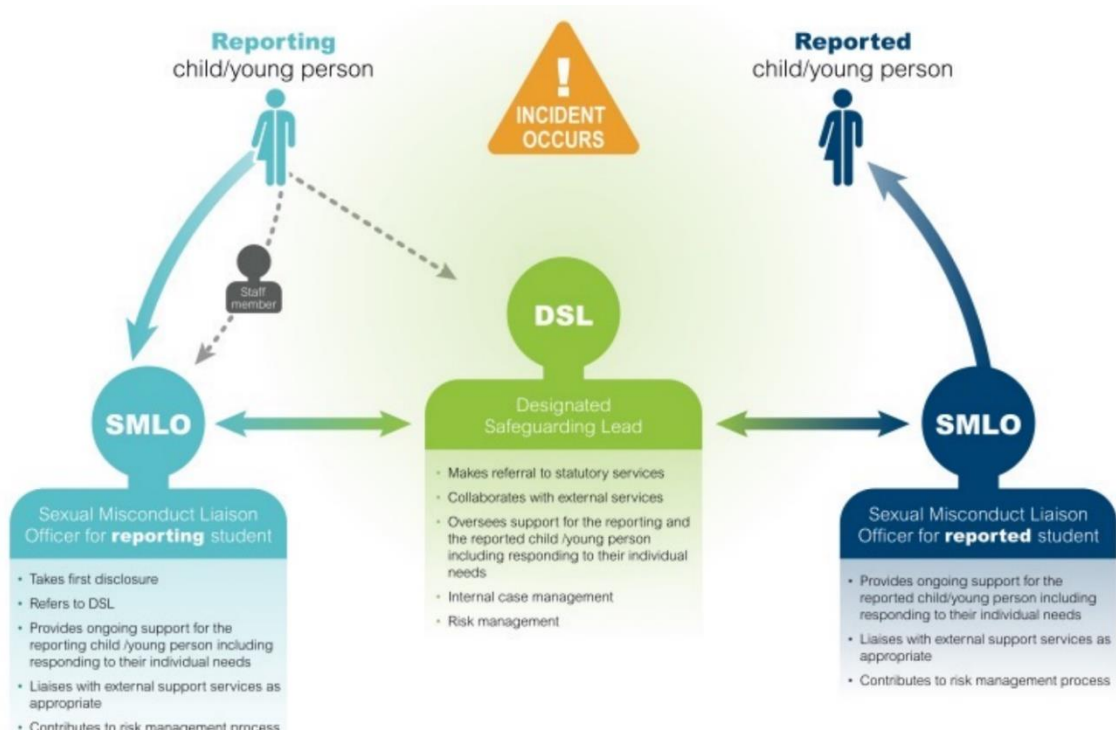 Reporting
child/young person
!
INCIDENT
OCCURS
Reported
child/young person
Staff
member
DSL
SMLO
SMLO
Designated
Safeguarding Lead
• Makes referral to statutory services
• Collaborates with external services
• Oversees support for the reporting and
the reported child /young person
including responding to their individual
needs
• Internal case management
• Risk management
Sexual Misconduct Liaison
Officer for reporting student
• Takes first disclosure
• Refers to DSL
• Provides ongoing support for the
reporting child /young person including
responding to their individual needs
• Liaises with external support services as
appropriate
• Contributes to risk management process
Sexual Misconduct Liaison
Officer for reported student
• Provides ongoing support for the
reported child/young person including
responding to their individual needs
• Liaises with external support services as
appropriate
• Contributes to risk management process